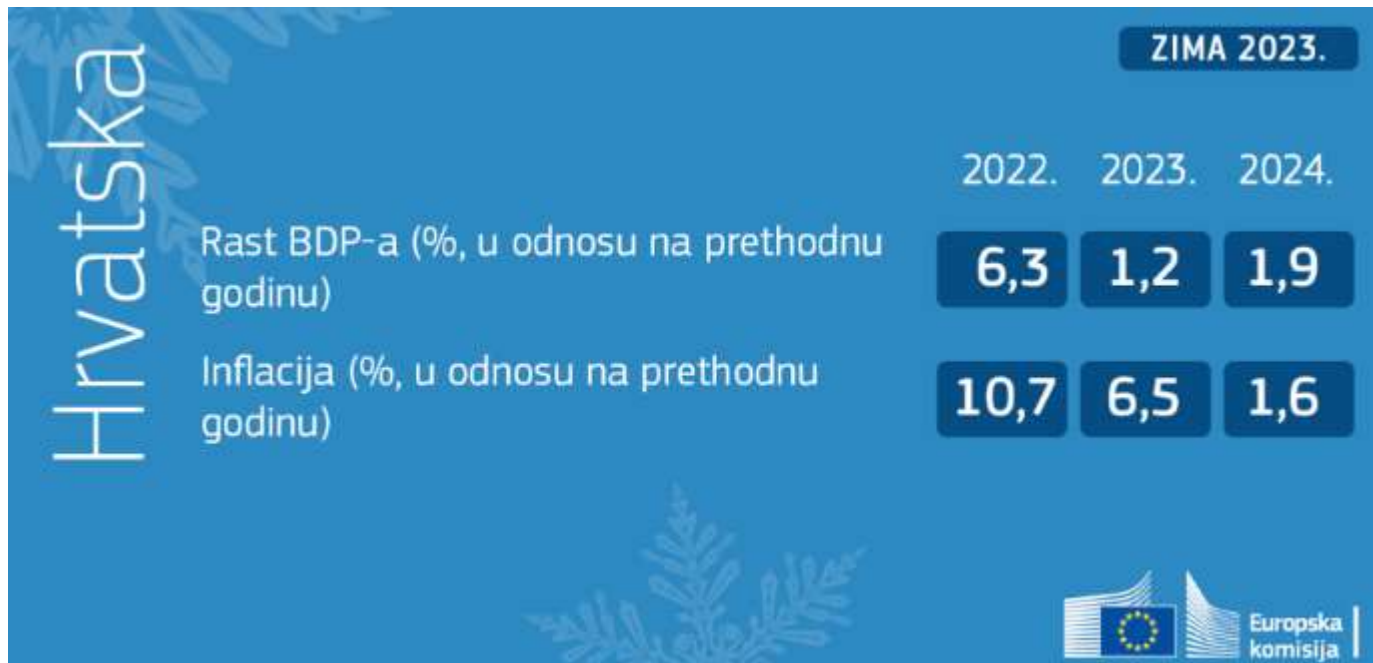 Hrvatska
ZIMA 2023.
2022. 2023. 2024.
Rast BDP-a (%, u odnosu na prethodnu
godinu)
6,3 1,2 1,9
Inflacija (%, u odnosu na prethodnu
godinu)
10,7 6,5 1,6
Europska
komisija